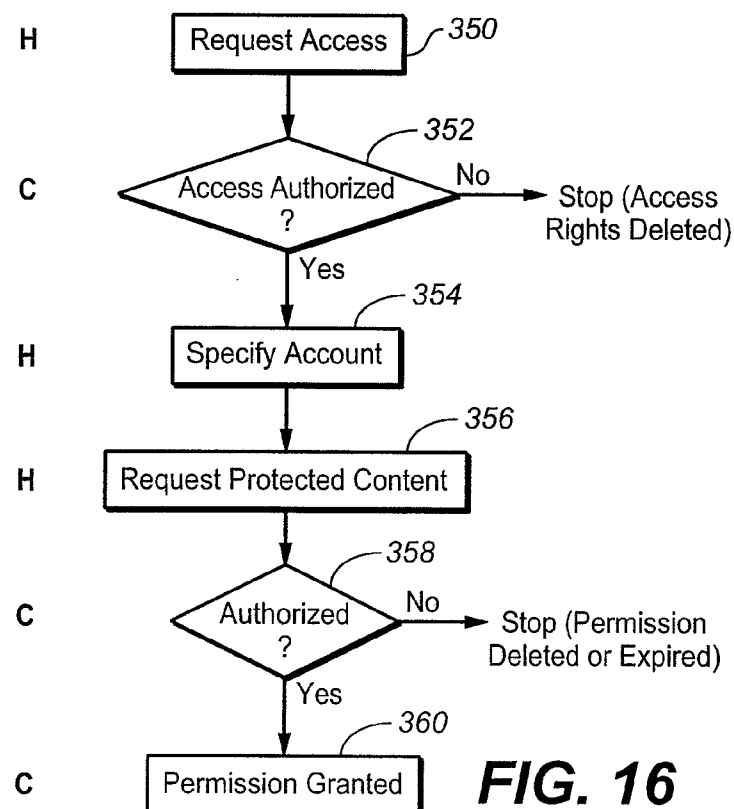 H
Request Access
350
352
C
Access Authorized
?
No
Stop (Access
Rights Deleted)
Yes
354
H
Specify Account
356
H
Request Protected Content
358
C
Authorized
?
No
Stop (Permission
Deleted or Expired)
Yes
360
C
Permission Granted
FIG. 16